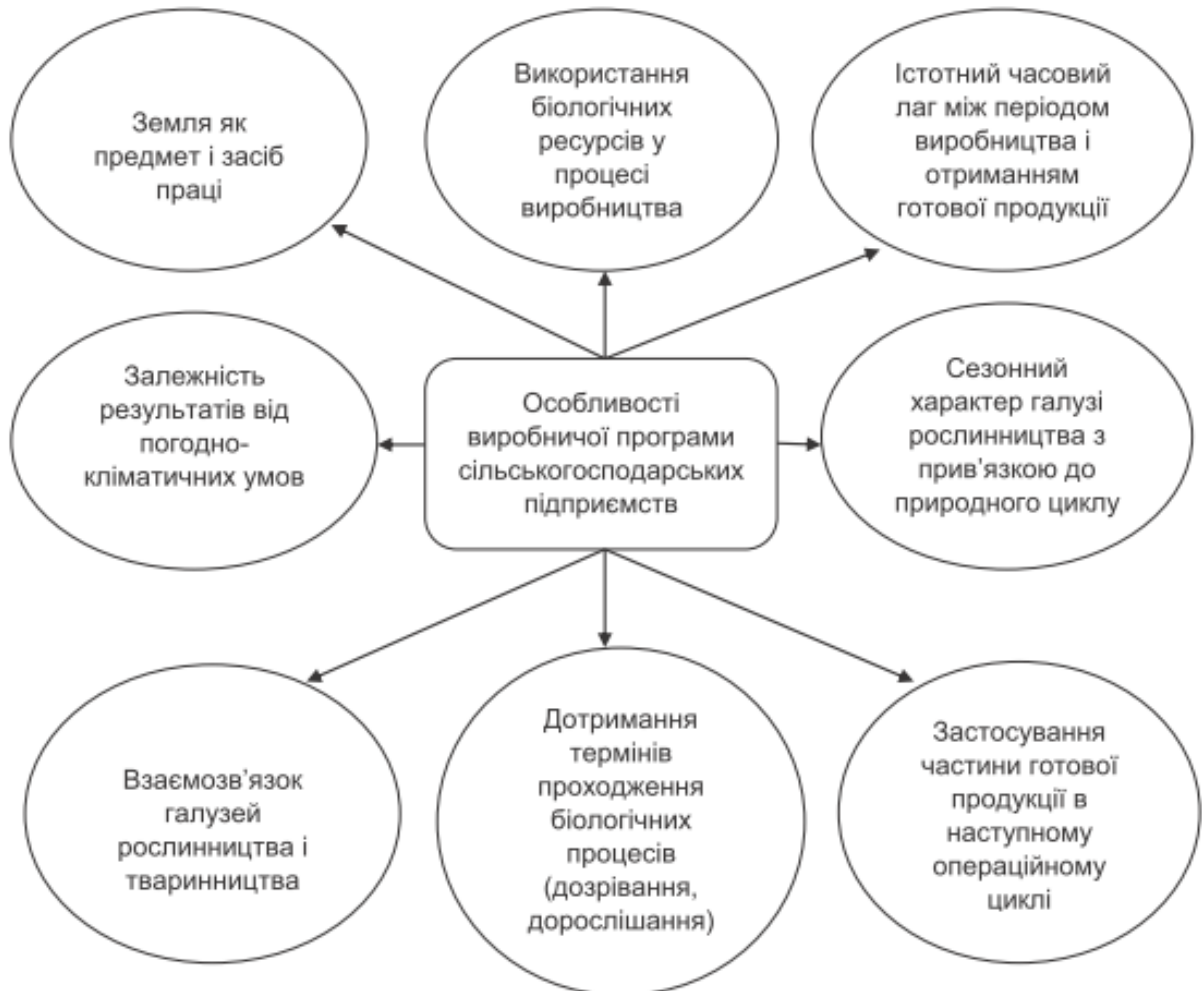 Земля як
предмет і засіб
праці
Використання
біологічних
ресурсів у
процесі
виробництва
Істотний часовий
лаг між періодом
виробництва і
отриманням
готової продукції
Залежність
результатів від
погодно-
кліматичних умов
Особливості
виробничої програми
сільськогосподарських
підприємств
Сезонний
характер галузі
рослинництва з
прив’язкою до
природного циклу
Взаємозв’язок
галузей
рослинництва і
тваринництва
Дотримання
термінів
проходження
біологічних
процесів
(дозрівання,
дорослішання)
Застосування
частини готової
продукції в
наступному
операційному
циклі